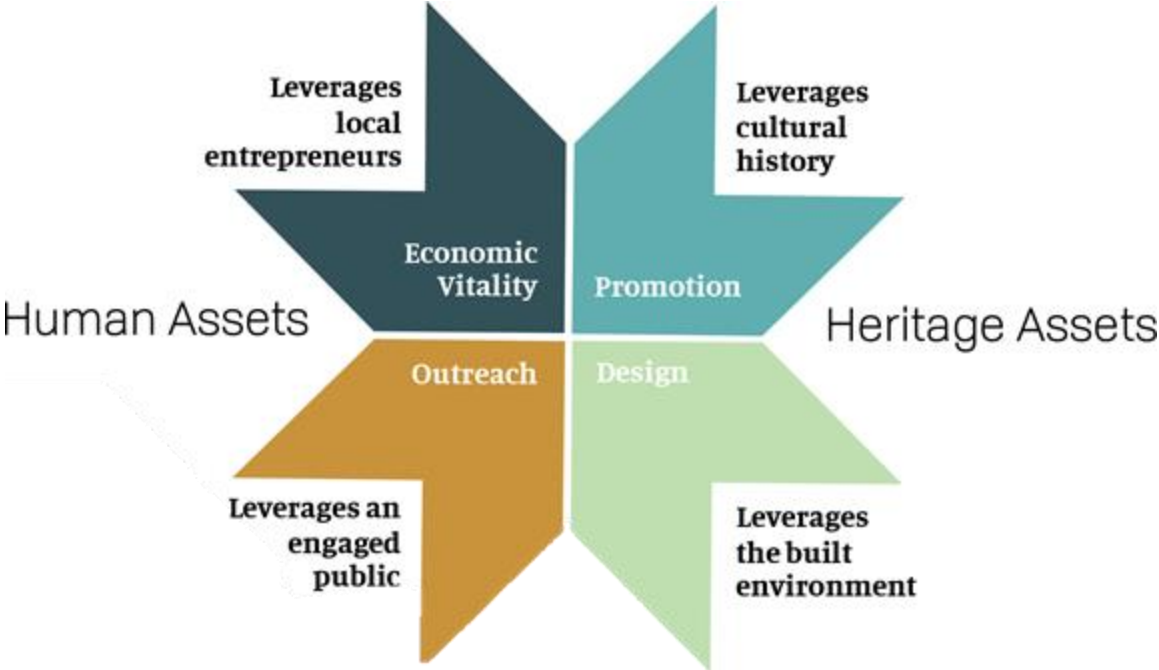 Leverages
local
entrepreneurs
Leverages
cultural
history
Economic
Vitality
Promotion
Human Assets
Heritage Assets
Outreach
Design
Leverages an
engaged
public
Leverages
the built
environment